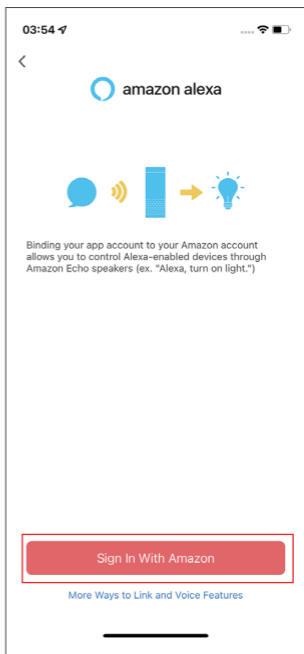 03:54
amazon alexa
Binding your app account to your Amazon account
allows you to control Alexa-enabled devices through
Amazon Echo speakers (ex. "Alexa, turn on light.")
Sign In With Amazon
More Ways to Link and Voice Features